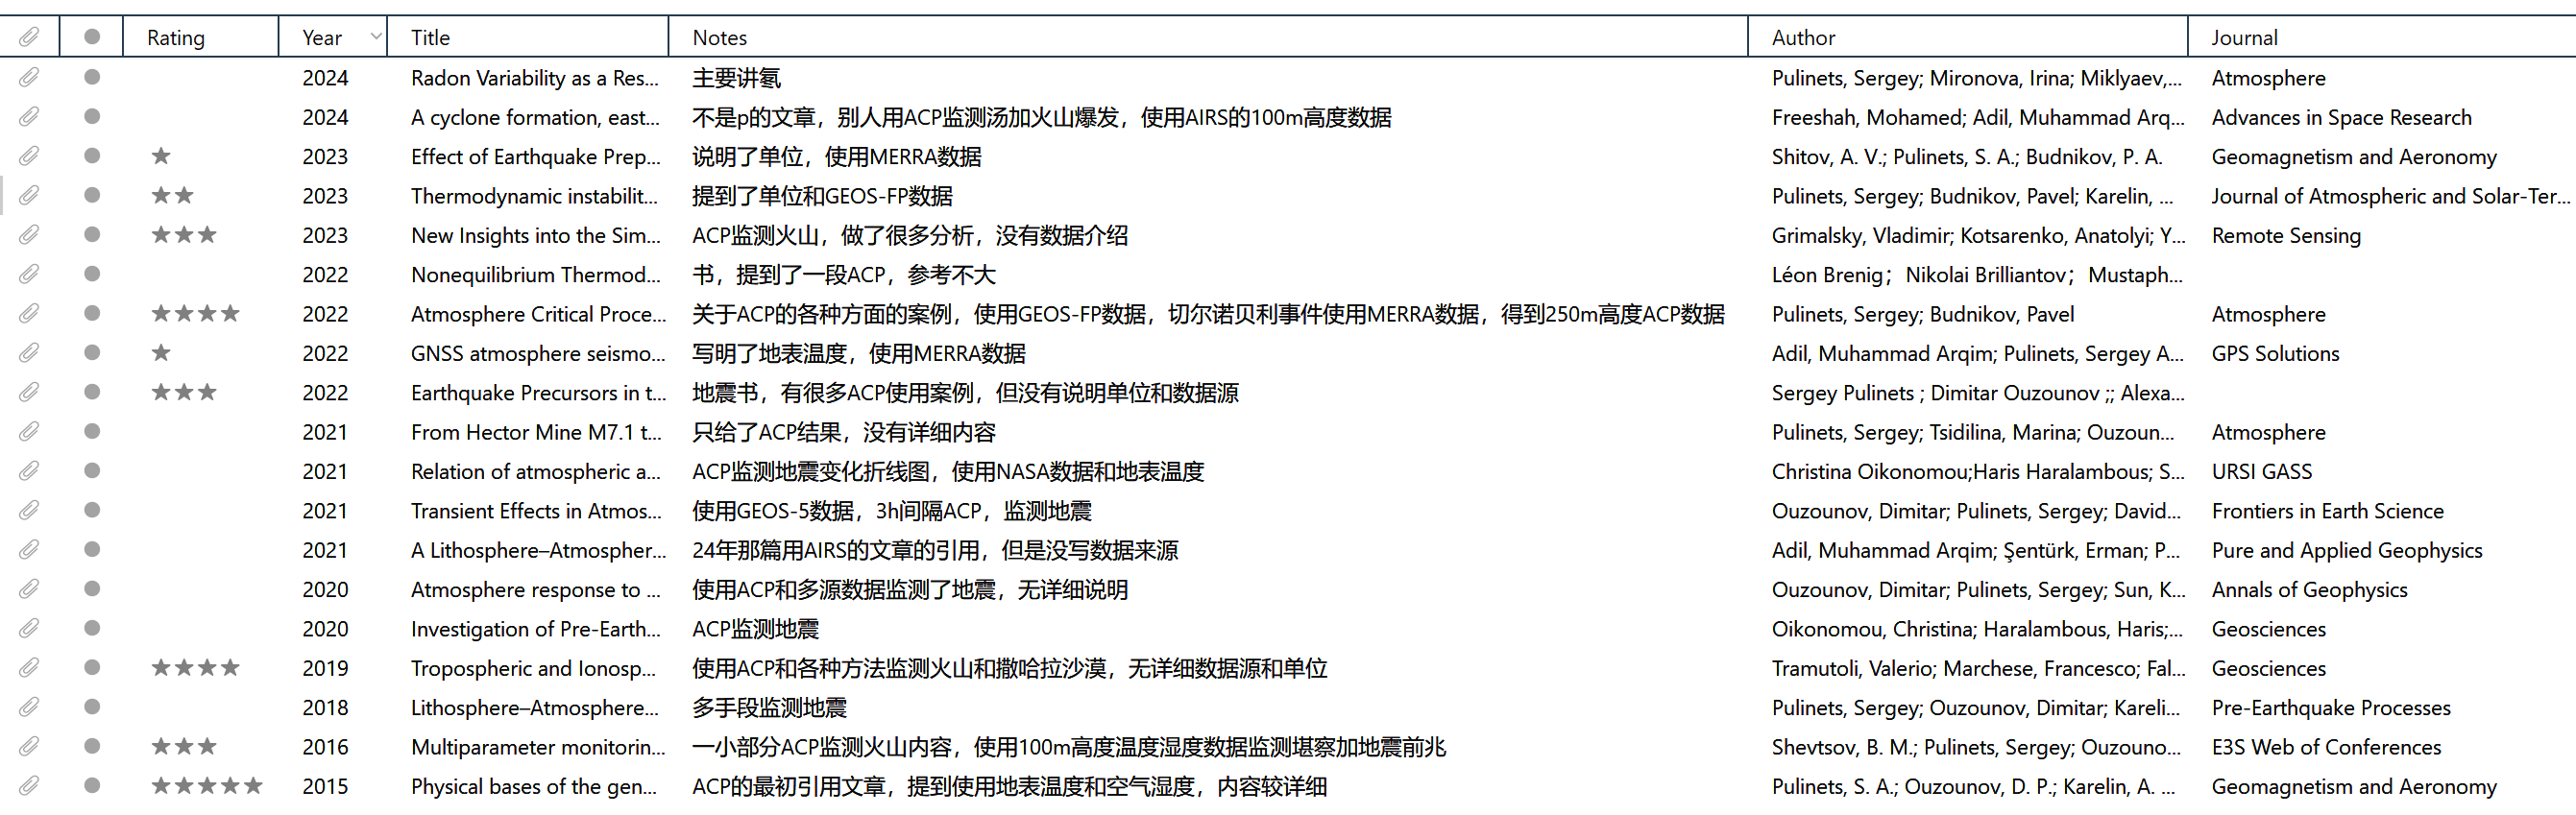 Rating Year Title Notes Author Journal
2024 Radon Variability as a Res... 主要讲氡 Pulinets, Sergey; Mironova, Irina; Miklyaev,... Atmosphere
2024 A cyclone formation, east... 不是p的文章，别人用ACP监测汤加火山爆发，使用AIRS的100m高度数据 Freeshah, Mohamed; Adil, Muhammad Arq... Advances in Space Research
★ 2023 Effect of Earthquake Prep... 说明了单位，使用MERRA数据 Shitov, A. V.; Pulinets, S. A.; Budnikov, P. A. Geomagnetism and Aeronomy
★★ 2023 Thermodynamic instabilit... 提到了单位和GEOS-FP数据 Pulinets, Sergey; Budnikov, Pavel; Karelin, ... Journal of Atmospheric and Solar-Ter...
★★★ 2023 New Insights into the Sim... ACP监测火山，做了很多分析，没有数据介绍 Grimalsky, Vladimir; Kotsarenko, Anatolyi; Y... Remote Sensing
2022 Nonequilibrium Thermod... 书，提到了一段ACP，参考不大 Léon Brenig；Nikolai Brilliantov；Mustaph...
★★★★ 2022 Atmosphere Critical Proce... 关于ACP的各种方面的案例，使用GEOS-FP数据，切尔诺贝利事件使用MERRA数据，得到250m高度ACP数据 Pulinets, Sergey; Budnikov, Pavel Atmosphere
★ 2022 GNSS atmosphere seismo... 写明了地表温度，使用MERRA数据 Adil, Muhammad Arqim; Pulinets, Sergey A... GPS Solutions
★★★ 2022 Earthquake Precursors in t... 地震书，有很多ACP使用案例，但没有说明单位和数据源 Sergey Pulinets ; Dimitar Ouzounov ;; Alexa...
2021 From Hector Mine M7.1 t... 只给了ACP结果，没有详细内容 Pulinets, Sergey; Tsidilina, Marina; Ouzoun... Atmosphere
2021 Relation of atmospheric a... ACP监测地震变化折线图，使用NASA数据和地表温度 Christina Oikonomou;Haris Haralambous; S... URSI GASS
2021 Transient Effects in Atmos... 使用GEOS-5数据，3h间隔ACP，监测地震 Ouzounov, Dimitar; Pulinets, Sergey; David... Frontiers in Earth Science
2021 A Lithosphere–Atmospher... 24年那篇用AIRS的文章的引用，但是没写数据来源 Adil, Muhammad Arqim; Şentürk, Erman; P... Pure and Applied Geophysics
2020 Atmosphere response to ... 使用ACP和多源数据监测了地震，无详细说明 Ouzounov, Dimitar; Pulinets, Sergey; Sun, K... Annals of Geophysics
2020 Investigation of Pre-Earth... ACP监测地震 Oikonomou, Christina; Haralambous, Haris;... Geosciences
★★★★ 2019 Tropospheric and Ionosp... 使用ACP和各种方法监测火山和撒哈拉沙漠，无详细数据源和单位 Tramutoli, Valerio; Marchese, Francesco; Fal... Geosciences
2018 Lithosphere–Atmosphere... 多手段监测地震 Pulinets, Sergey; Ouzounov, Dimitar; Kareli... Pre-Earthquake Processes
★★★ 2016 Multiparameter monitorin... 一小部分ACP监测火山内容，使用100m高度温度湿度数据监测堪察加地震前兆 Shevtsov, B. M.; Pulinets, Sergey; Ouzouno... E3S Web of Conferences
★★★★★ 2015 Physical bases of the gen... ACP的最初引用文章，提到使用地表温度和空气湿度，内容较详细 Pulinets, S. A.; Ouzounov, D. P.; Karelin, A. ... Geomagnetism and Aeronomy